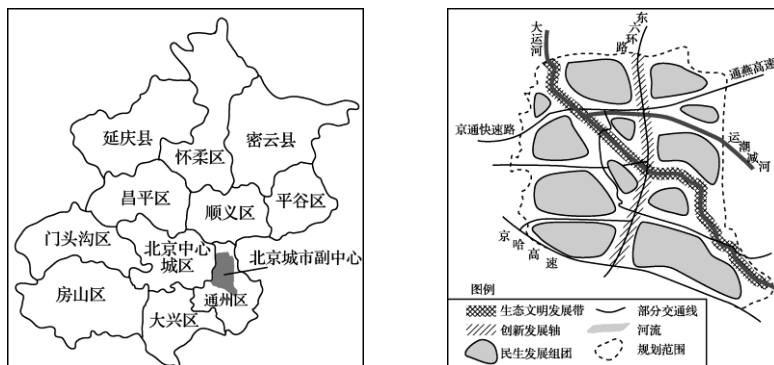 延庆县
怀柔区
密云县
昌平区
顺义区
平谷区
门头沟区
北京中心
城区
北京城市副中心
房山区
通州区
大兴区
大运河
东六环路
通燕高速
京通快速路
运潮减河
京哈高速
图例
生态文明发展带
部分交通线
创新发展轴
河流
民生发展组团
规划范围